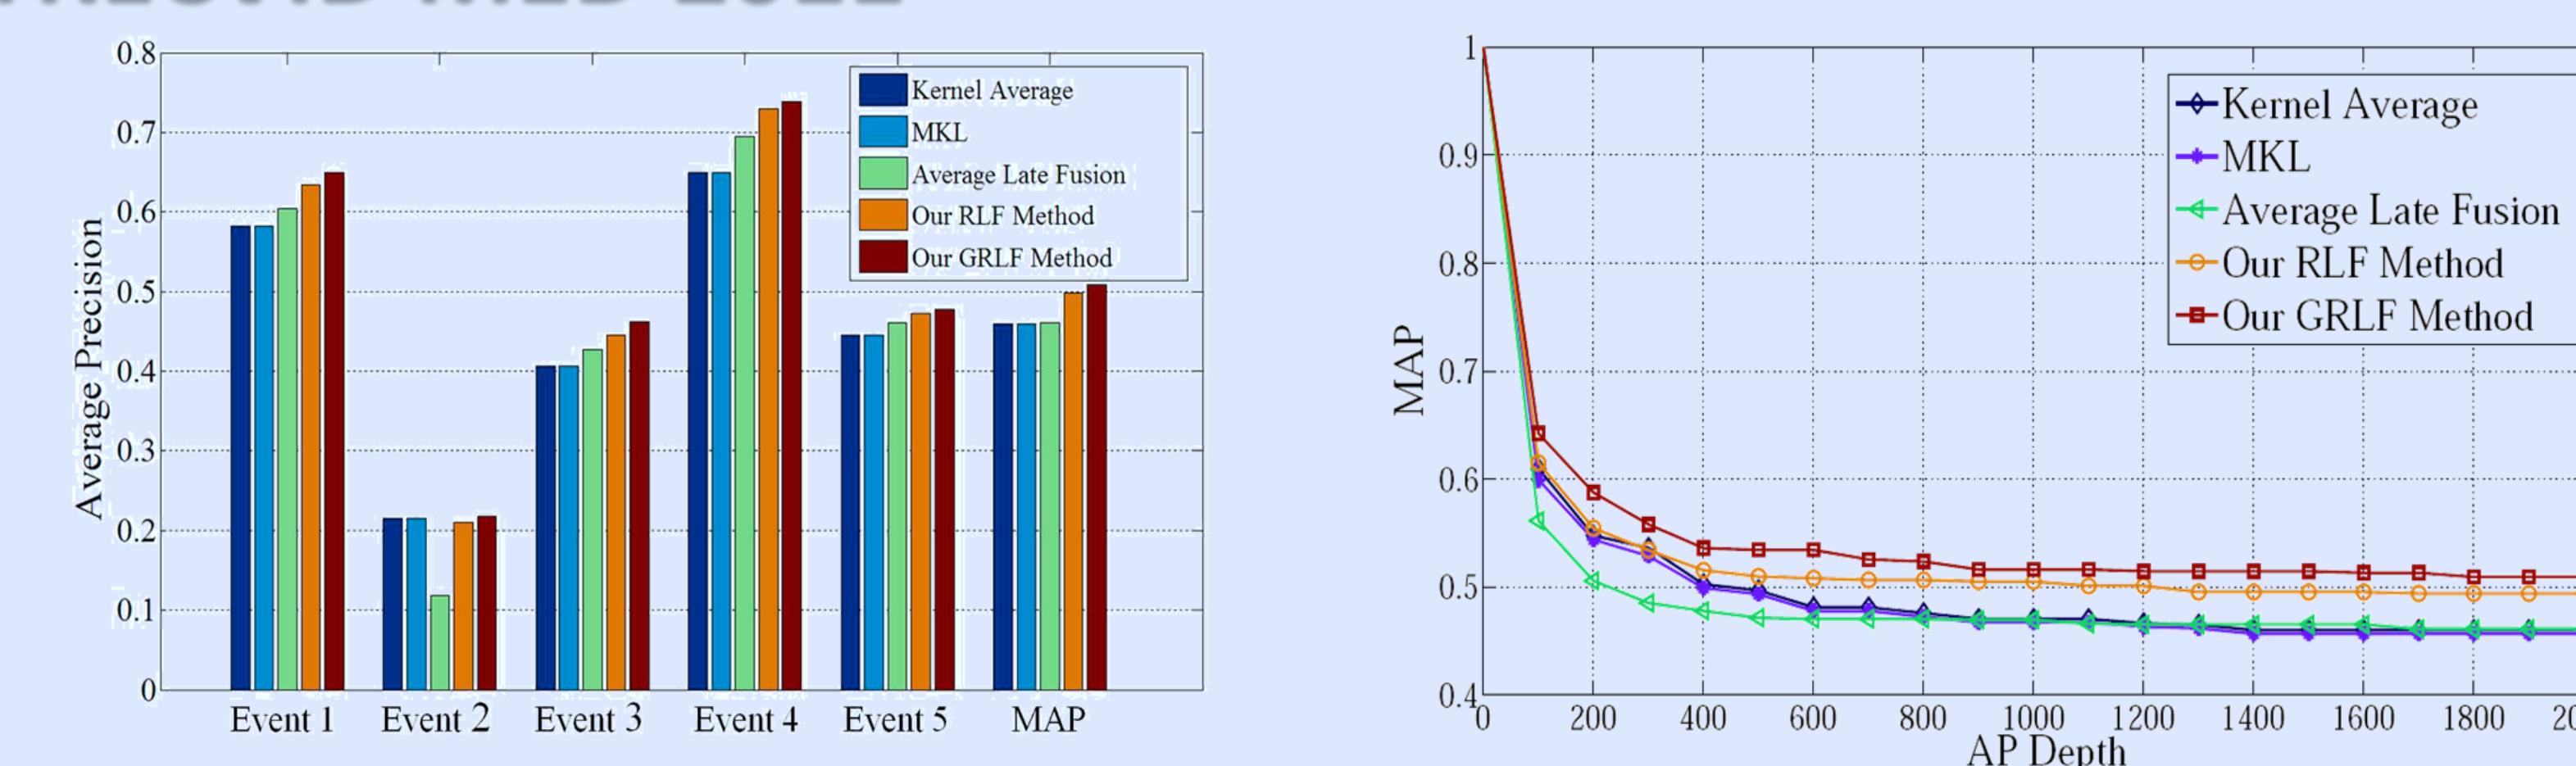 0.8
0.7
0.6
0.5
0.4
0.3
0.2
0.1
0
Average Precision
Kernel Average
MKL
Average Late Fusion
Our RLF Method
Our GRLF Method
Event 1 Event 2 Event 3 Event 4 Event 5 MAP
1
0.9
0.8
0.7
0.6
0.5
0.4
MAP
Kernel Average
MKL
Average Late Fusion
Our RLF Method
Our GRLF Method
0 200 400 600 800 1000 1200 1400 1600 1800
AP Depth